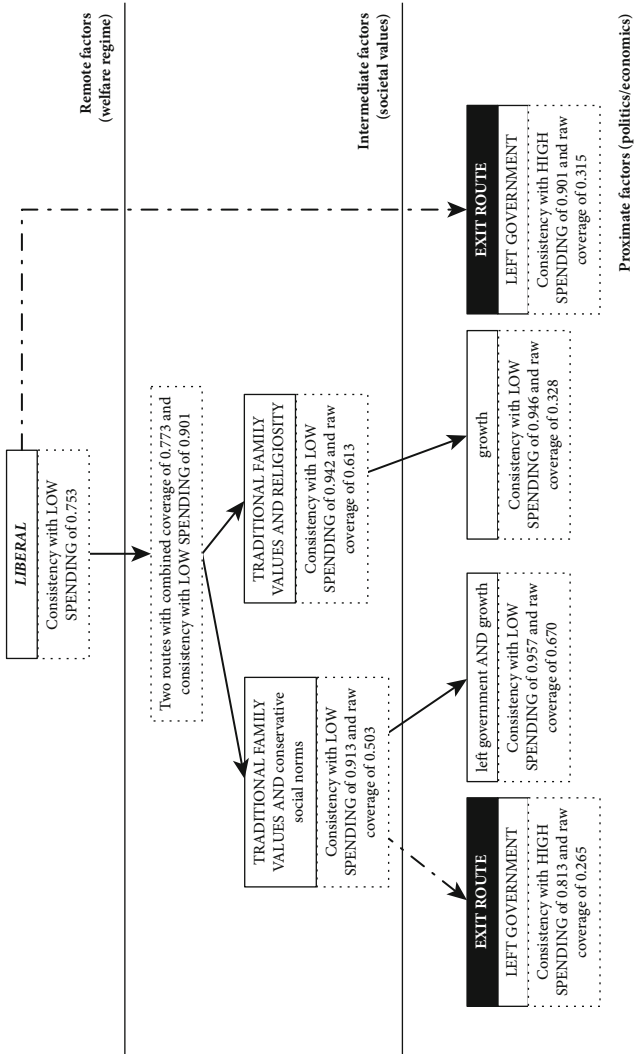 LIBERAL
Consistency with LOW
SPENDING of 0.753
Remote factors
(welfare regime)
Two routes with combined coverage of 0.773 and
consistency with LOW SPENDING of 0.901
TRADITIONAL FAMILY
VALUES AND conservative
social norms
Consistency with LOW
SPENDING of 0.913 and raw
coverage of 0.503
TRADITIONAL FAMILY
VALUES AND RELIGIOSITY
Consistency with LOW
SPENDING of 0.942 and raw
coverage of 0.613
Intermediate factors
(societal values)
EXIT ROUTE
LEFT GOVERNMENT
Consistency with HIGH
SPENDING of 0.813 and raw
coverage of 0.265
left government AND growth
Consistency with LOW
SPENDING of 0.957 and raw
coverage of 0.670
growth
Consistency with LOW
SPENDING of 0.946 and raw
coverage of 0.328
EXIT ROUTE
LEFT GOVERNMENT
Consistency with HIGH
SPENDING of 0.901 and raw
coverage of 0.315
Proximate factors (politics/economics)